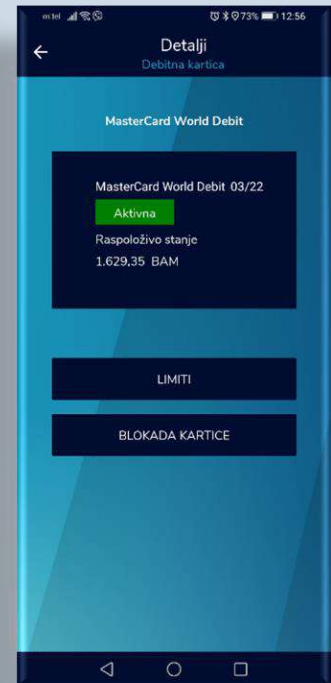 m:tel 73% 12:56
Detalji
Debitna kartica
MasterCard World Debit
MasterCard World Debit 03/22
Aktivna
Raspoloživo stanje
1.629,35 BAM
LIMITI
BLOKADA KARTICE